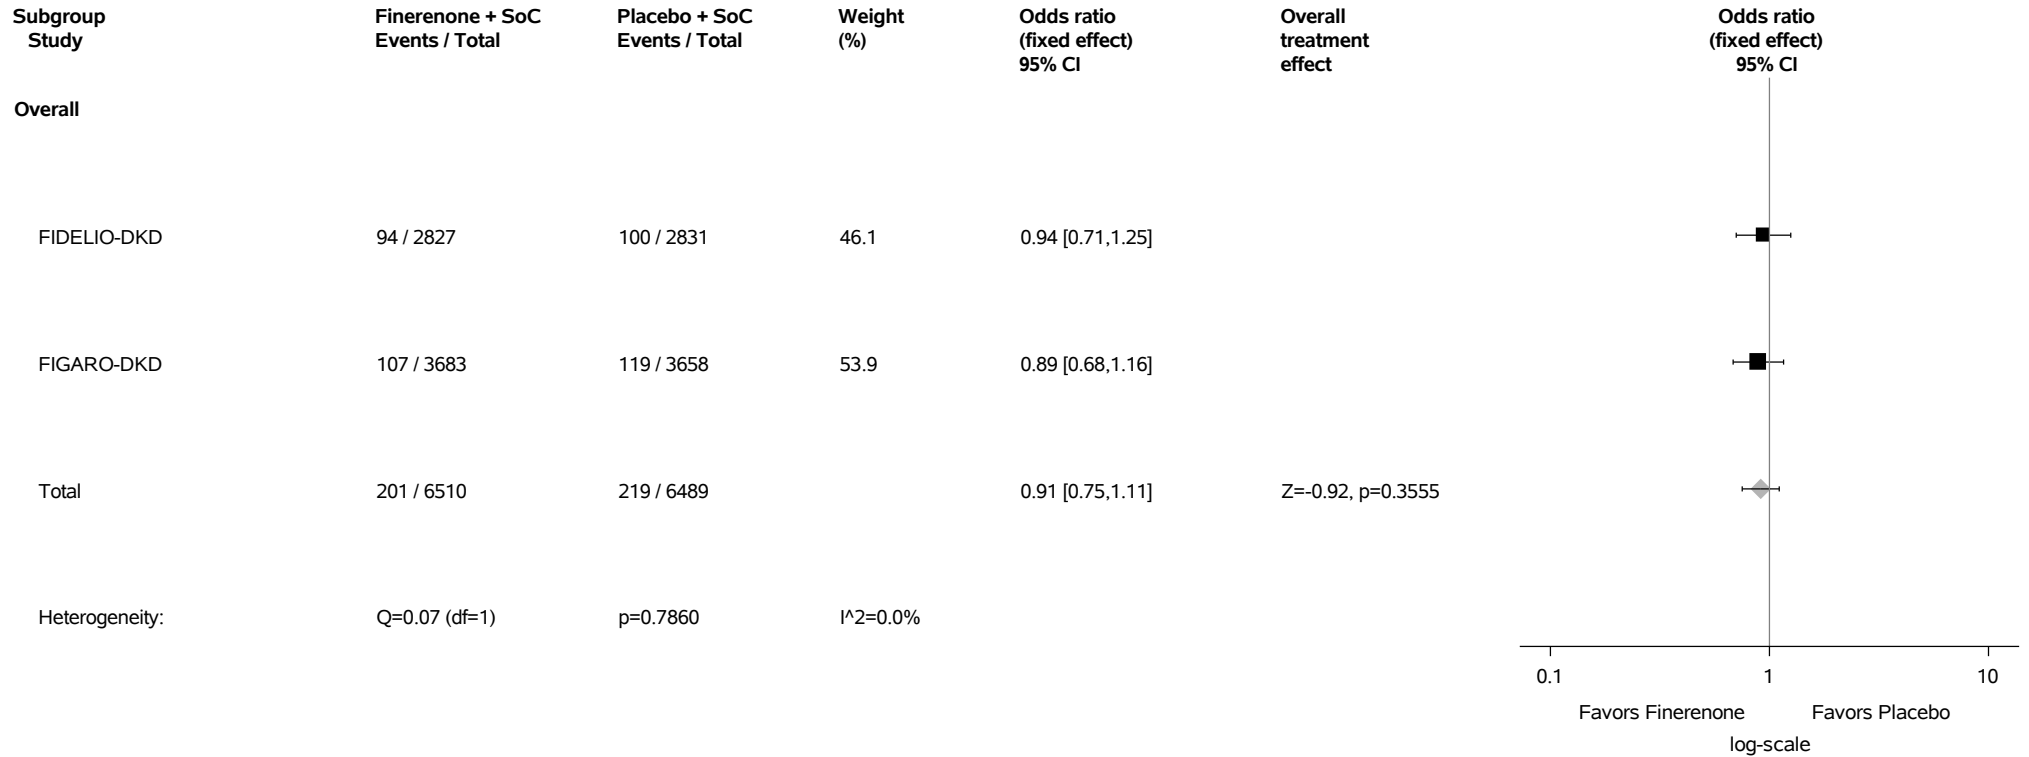 Subgroup Finerenone + SoC Placebo + SoC Weight Odds ratio Overall Odds ratio
Study Events / Total Events / Total (%) (fixed effect) treatment (fixed effect)
95% CI effect 95% CI
Overall
FIDELIO-DKD 94 / 2827 100 / 2831 46.1 0.94 [0.71,1.25]
FIGARO-DKD 107 / 3683 119 / 3658 53.9 0.89 [0.68,1.16]
Total 201 / 6510 219 / 6489 0.91 [0.75,1.11] Z=-0.92, p=0.3555
Heterogeneity: Q=0.07 (df=1) p=0.7860 I^2=0.0%
0.1 1 10
Favors Finerenone Favors Placebo
log-scale